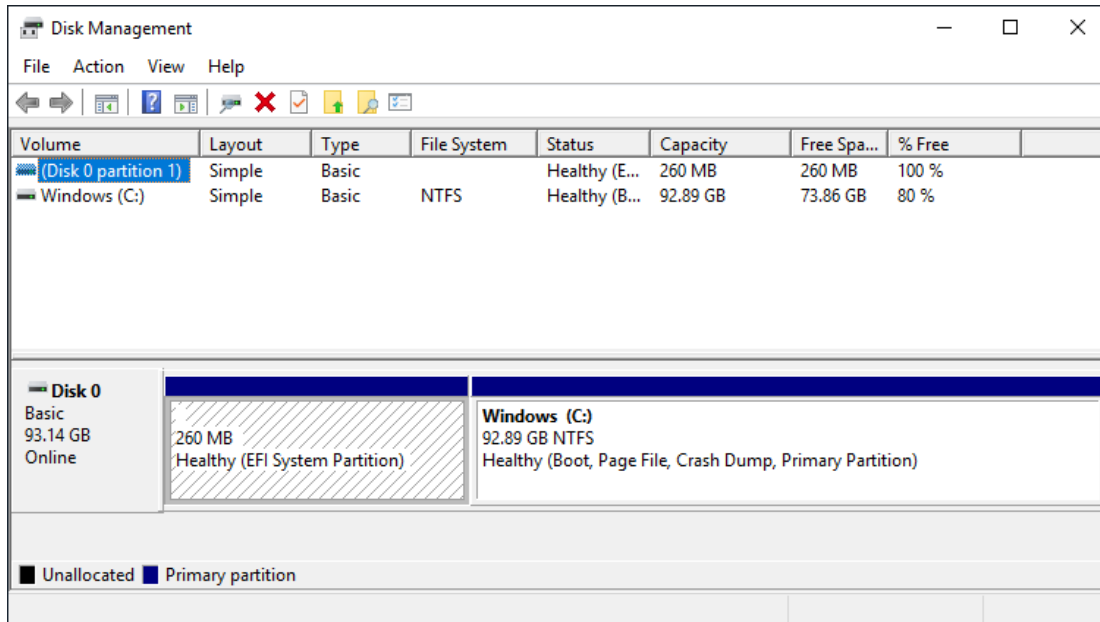 Disk Management
File Action View Help
Volume Layout Type File System Status Capacity Free Spa... % Free
(Disk 0 partition 1) Simple Basic Healthy (E... 260 MB 260 MB 100 %
Windows (C:) Simple Basic NTFS Healthy (B... 92.89 GB 73.86 GB 80 %
Disk 0
Basic
93.14 GB
Online
260 MB
Healthy (EFI System Partition)
Windows (C:)
92.89 GB NTFS
Healthy (Boot, Page File, Crash Dump, Primary Partition)
Unallocated Primary partition